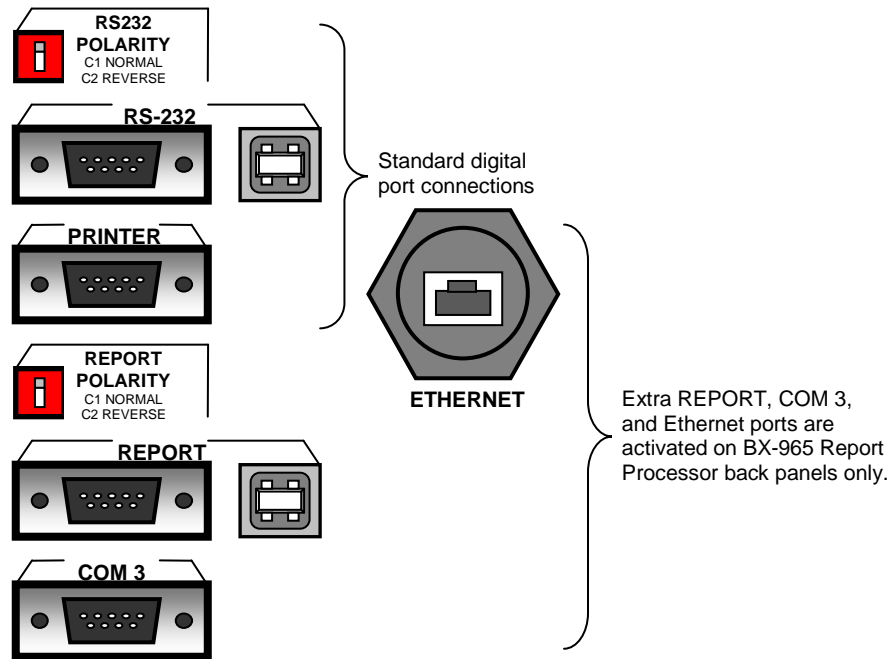 RS232
POLARITY
C1 NORMAL
C2 REVERSE
RS-232
Standard digital
port connections
PRINTER
REPORT
POLARITY
C1 NORMAL
C2 REVERSE
ETHERNET
Extra REPORT, COM 3,
and Ethernet ports are
activated on BX-965 Report
Processor back panels only.
REPORT
COM 3